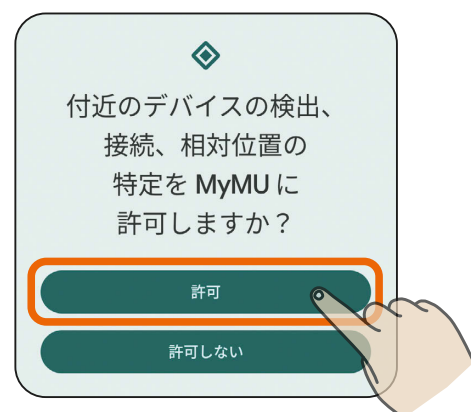 付近のデバイスの検出、
接続、相対位置の
特定を MyMU に
許可しますか？
許可
許可しない